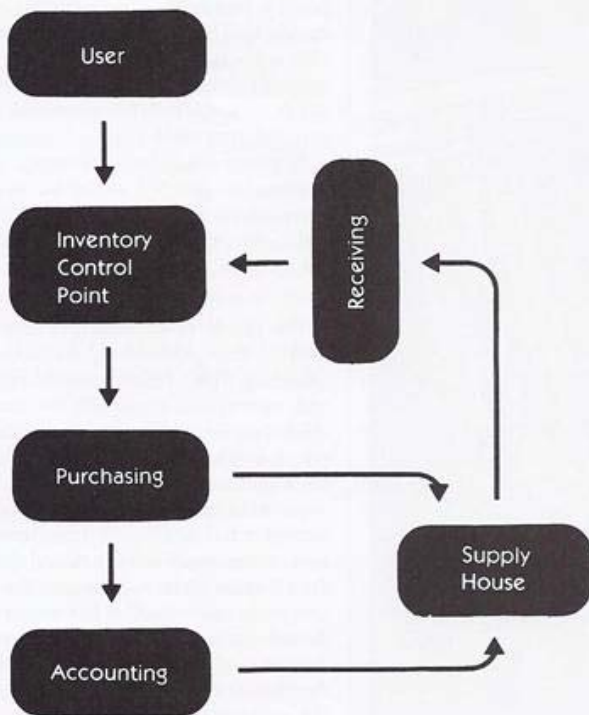 User
Inventory
Control
Point
Receiving
Purchasing
Supply
House
Accounting